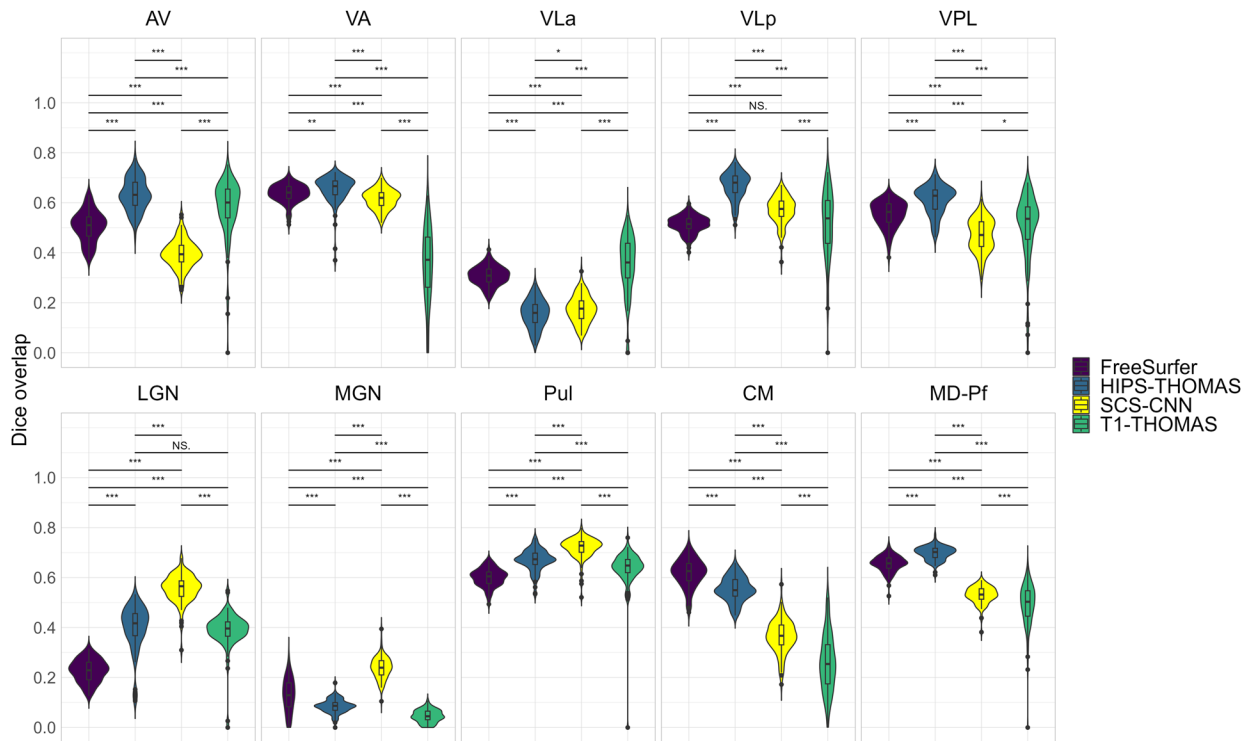 AV VA VLa VLp VPL
*** *** * *** ***
*** *** *** *** ***
*** *** *** *** ***
*** *** *** NS. ***
*** *** ** *** *** *** *** *** *** *
1.0
0.8
0.6
0.4
0.2
0.0
Dice overlap
LGN MGN Pul CM MD-Pf
*** *** *** *** ***
NS. *** *** *** ***
*** *** *** *** ***
*** *** *** *** ***
*** *** *** *** *** *** *** *** *** ***
1.0
0.8
0.6
0.4
0.2
0.0
FreeSurfer
HIPS-THOMAS
SCS-CNN
T1-THOMAS